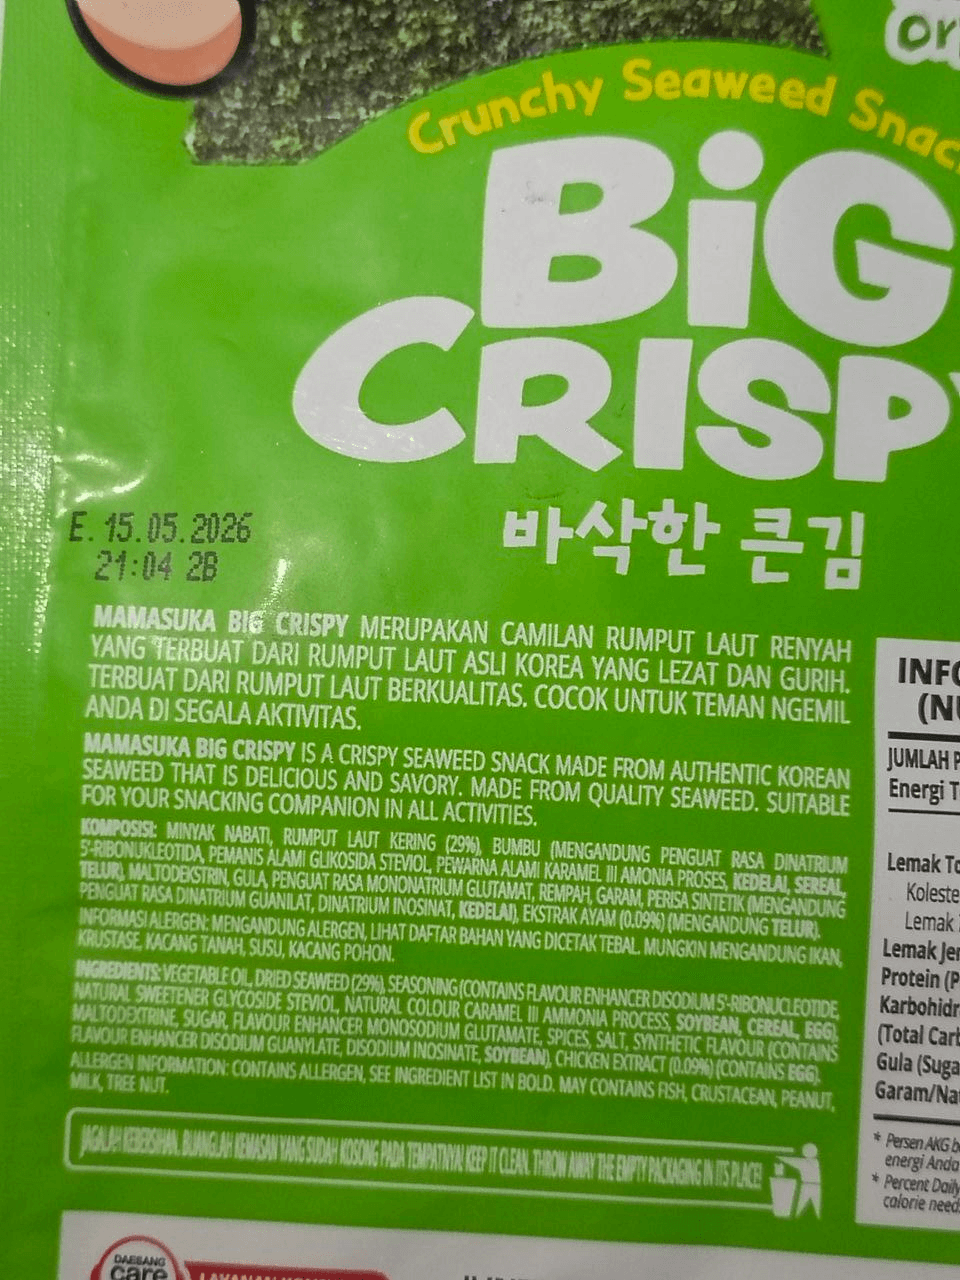 Crunchy Seaweed
BiG
CRISP
바삭한 큰김
E. 15.05.2026
21:04 2B
MAMASUKA BIG CRISPY MERUPAKAN CAMILAN RUMPUT LAUT RENYAH
YANG TERBUAT DARI RUMPUT LAUT ASLI KOREA YANG LEZAT DAN GURIH.
TERBUAT DARI RUMPUT LAUT BERKUALITAS. COCOK UNTUK TEMAN NGEMIL
ANDA DI SEGALA AKTIVITAS.
MAMASUKA BIG CRISPY IS A CRISPY SEAWEED SNACK MADE FROM AUTHENTIC KOREAN
SEAWEED THAT IS DELICIOUS AND SAVORY. MADE FROM QUALITY SEAWEED. SUITABLE
FOR YOUR SNACKING COMPANION IN ALL ACTIVITIES.
KOMPOSISI: MINYAK NABATI, RUMPUT LAUT KERING (29%), BUMBU (MENGANDUNG PENGUAT RASA DINATRIUM
5'-RIBONUKLEOTIDA, PEMANIS ALAMI GLIKOSIDA STEVIOL, PEWARNA ALAMI KARAMEL III AMONIA PROSES, KEDELAI, SEREAL,
TELUR), MALTODEKSTRIN, GULA, PENGUAT RASA MONONATRIUM GLUTAMAT, REMPAH, GARAM, PERISA SINTETIK (MENGANDUNG
PENGUAT RASA DINATRIUM GUANILAT, DINATRIUM INOSINAT, KEDELAI), EKSTRAK AYAM (0.09%) (MENGANDUNG TELUR).
INFORMASI ALERGEN: MENGANDUNG ALERGEN, LIHAT DAFTAR BAHAN YANG DICETAK TEBAL. MUNGKIN MENGANDUNG IKAN,
KRUSTASE, KACANG TANAH, SUSU, KACANG POHON.
INGREDIENTS: VEGETABLE OIL, DRIED SEAWEED (29%), SEASONING (CONTAINS FLAVOUR ENHANCER DISODIUM 5'-RIBONUCLEOTIDE,
NATURAL SWEETENER GLYCOSIDE STEVIOL, NATURAL COLOUR CARAMEL III AMMONIA PROCESS, SOYBEAN, CEREAL, EGG),
MALTODEXTRINE, SUGAR, FLAVOUR ENHANCER MONOSODIUM GLUTAMATE, SPICES, SALT, SYNTHETIC FLAVOUR (CONTAINS
FLAVOUR ENHANCER DISODIUM GUANYLATE, DISODIUM INOSINATE, SOYBEAN), CHICKEN EXTRACT (0.09%) (CONTAINS EGG).
ALLERGEN INFORMATION: CONTAINS ALLERGEN, SEE INGREDIENT LIST IN BOLD. MAY CONTAINS FISH, CRUSTACEAN, PEANUT,
MILK, TREE NUT.
JAGALAH KEBERSIHAN. BUANGLAH KEMASAN YANG SUDAH KOSONG PADA TEMPATNYA! KEEP IT CLEAN. THROW AWAY THE EMPTY PACKAGING IN ITS PLACE!
JUMLAH
Energi
Lemak
Lemak
Lemak
Protein
(Total
Gula
* Persen AKG
energi Anda
* Percent Daily
calorie
DAESANG
care